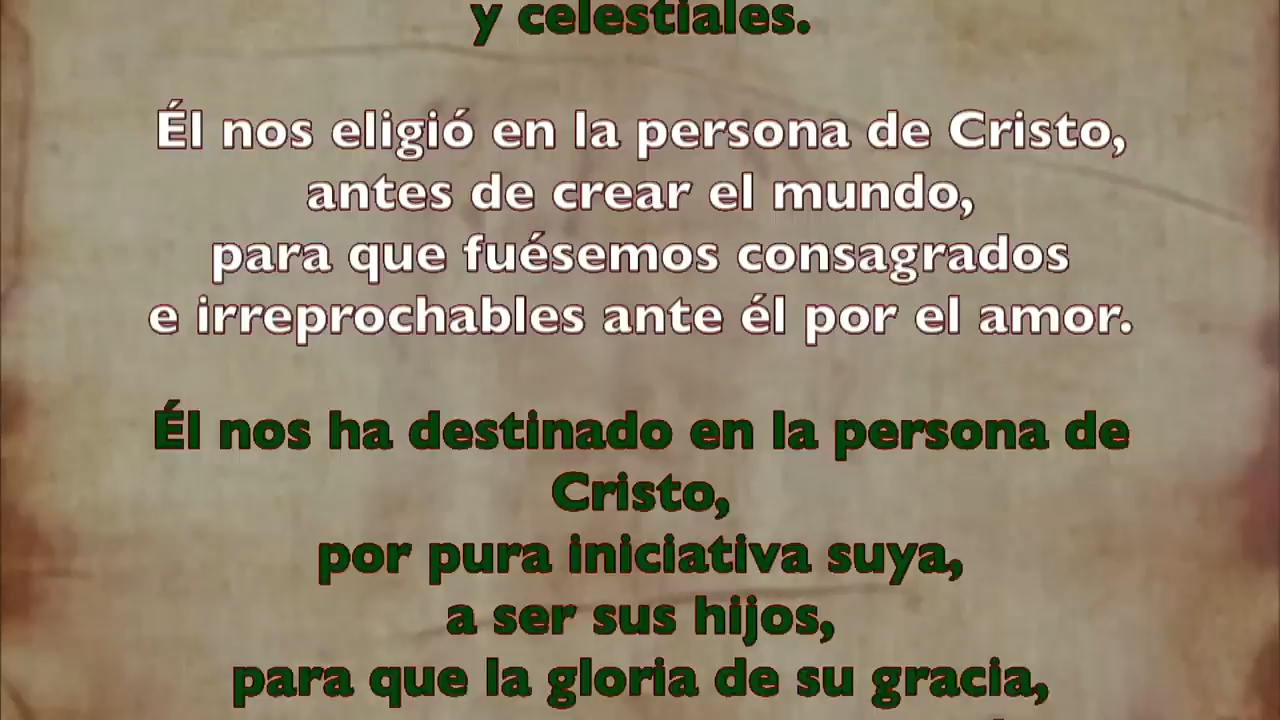 y celestiales.
Él nos eligió en la persona de Cristo,
antes de crear el mundo,
para que fuésemos consagrados
e irreprochables ante él por el amor.
Él nos ha destinado en la persona de
Cristo,
por pura iniciativa suya,
a ser sus hijos,
para que la gloria de su gracia,